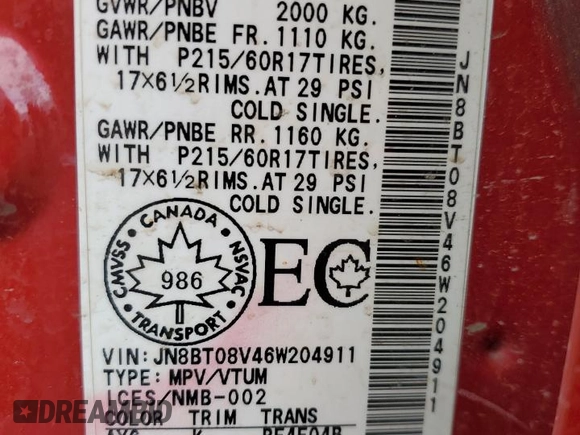 GVWR/PNBV 2000 KG.
GAWR/PNBE FR. 1110 KG.
WITH P215/60R17TIRES,
17X6½RIMS.AT 29 PSI
COLD SINGLE.
GAWR/PNBE RR. 1160 KG.
WITH P215/60R17TIRES,
17X6½RIMS.AT 29 PSI
COLD SINGLE.
CANADA
CMVSS NSVAC
986
TRANSPORT
EC
VIN: JN8BT08V46W204911
TYPE: MPV/VTUM
ICES/NMB-002
COLOR TRIM TRANS
RE4F04B
JN8BT08V46W204911
DREAMBID